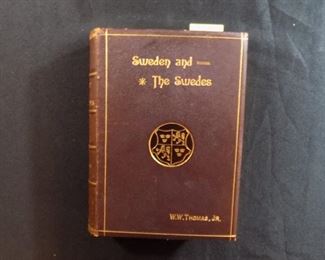 Sweden and
The Swedes
W.W. THOMAS, JR.